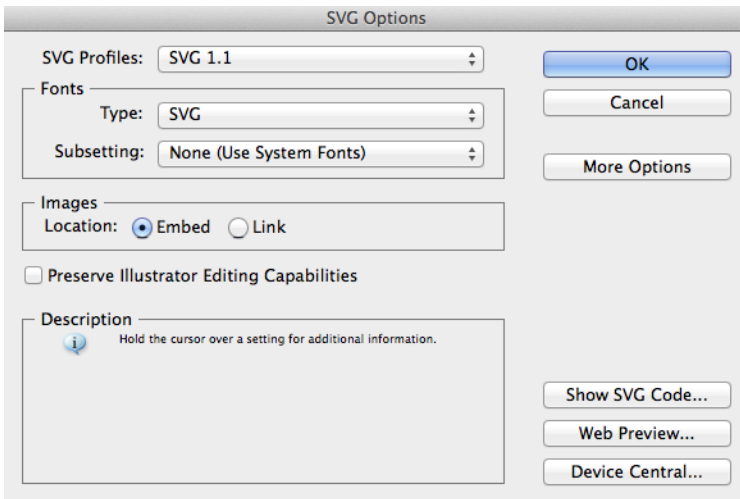 SVG Options
SVG Profiles: SVG 1.1
OK
Fonts
Cancel
Type: SVG
Subsetting: None (Use System Fonts)
More Options
Images
Location: Embed Link
Preserve Illustrator Editing Capabilities
Description
Hold the cursor over a setting for additional information.
Show SVG Code...
Web Preview...
Device Central...